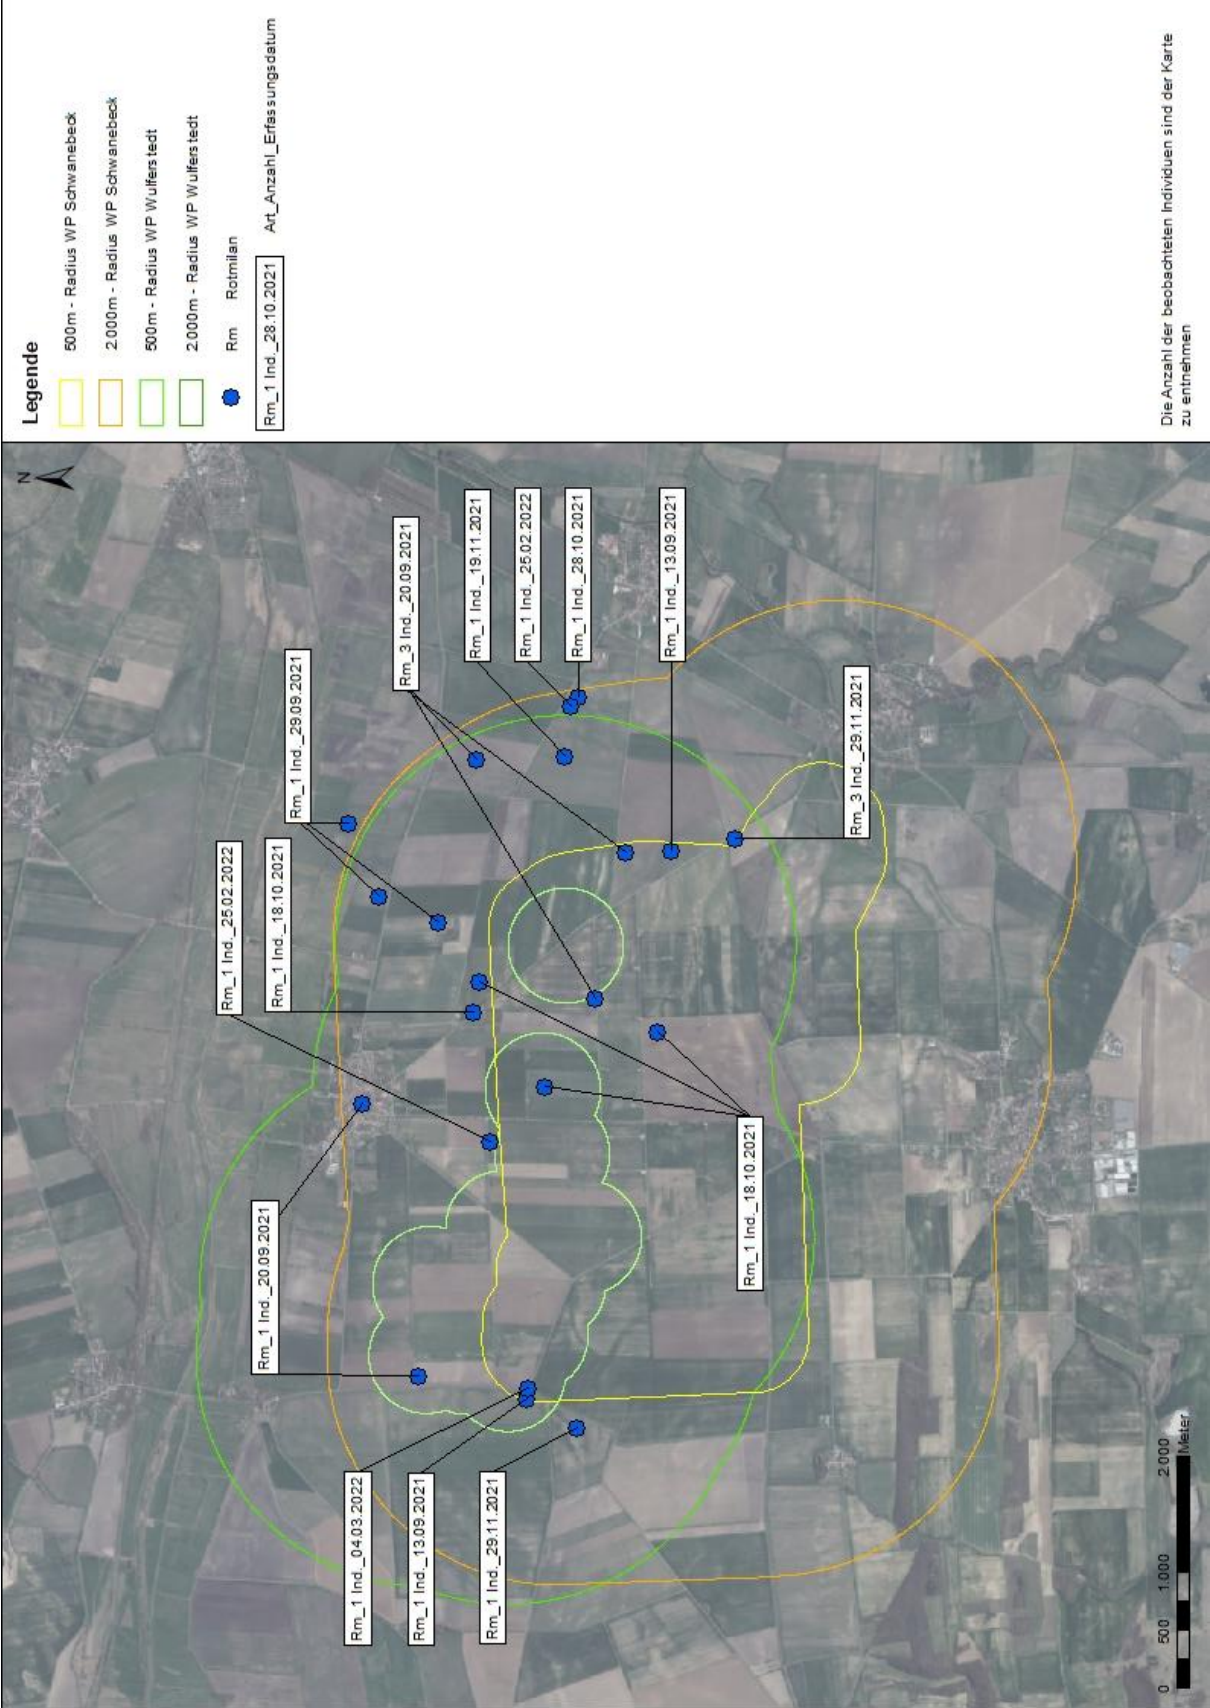 N
Rm_1 Ind._25.02.2022
Rm_1 Ind._29.09.2021
Rm_1 Ind._18.10.2021
Rm_1 Ind._20.09.2021
Rm_3 Ind._20.09.2021
Rm_1 Ind._19.11.2021
Rm_1 Ind._25.02.2022
Rm_1 Ind._28.10.2021
Rm_1 Ind._13.09.2021
Rm_1 Ind._04.03.2022
Rm_1 Ind._13.09.2021
Rm_1 Ind._29.11.2021
Rm_1 Ind._18.10.2021
Rm_3 Ind._29.11.2021
0 500 1.000 2.000
Meter
Legende
500m - Radius WP Schwanebeck
2.000m - Radius WP Schwanebeck
500m - Radius WP Wulferstedt
2.000m - Radius WP Wulferstedt
Rm Rotmilan
Rm_1 Ind._28.10.2021 Art_Anzahl_Erfassungsdatum
Die Anzahl der beobachteten Individuen sind der Karte
zu entnehmen